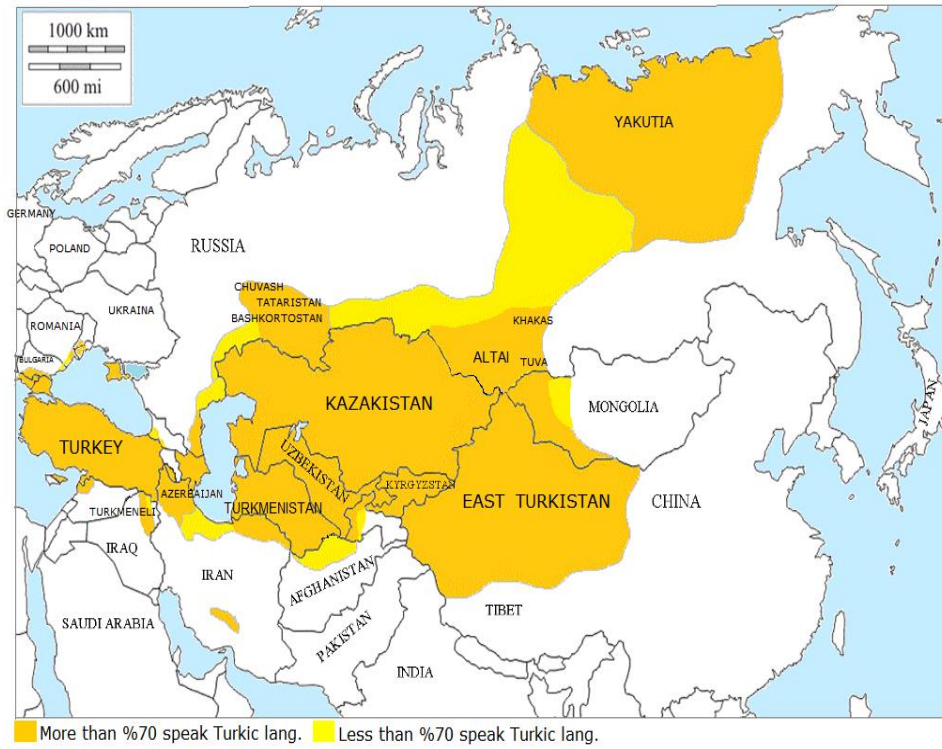 1000 km
600 mi
YAKUTIA
GERMANY
POLAND
RUSSIA
UKRAINA
CHUVASH
TATARISTAN
BASHKORTOSTAN
ROMANIA
KHAKAS
BULGARIA
ALTAI
TUVA
KAZAKISTAN
MONGOLIA
JAPAN
TURKEY
UZBEKISTAN
KYRGYZSTAN
AZEREAIJAN
TURKMENISTAN
EAST TURKISTAN
CHINA
TURKMENELI
IRAQ
IRAN
AFGHANISTAN
TIBET
SAUDI ARABIA
PAKISTAN
INDIA
More than %70 speak Turkic lang.
Less than %70 speak Turkic lang.